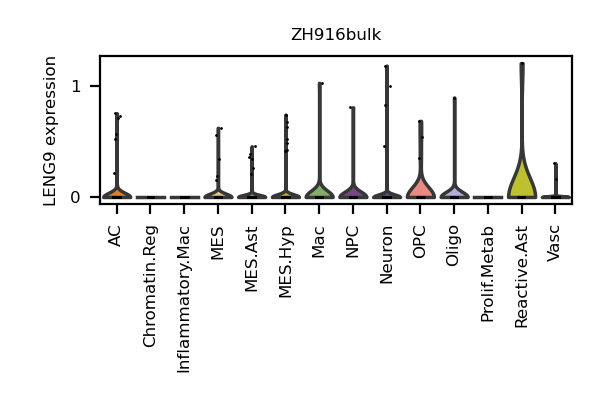 ZH916bulk
LENG9 expression
1
0
AC
Chromatin.Reg
Inflammatory.Mac
MES
MES.Ast
MES.Hyp
Mac
NPC
Neuron
OPC
Oligo
Prolif.Metab
Reactive.Ast
Vasc